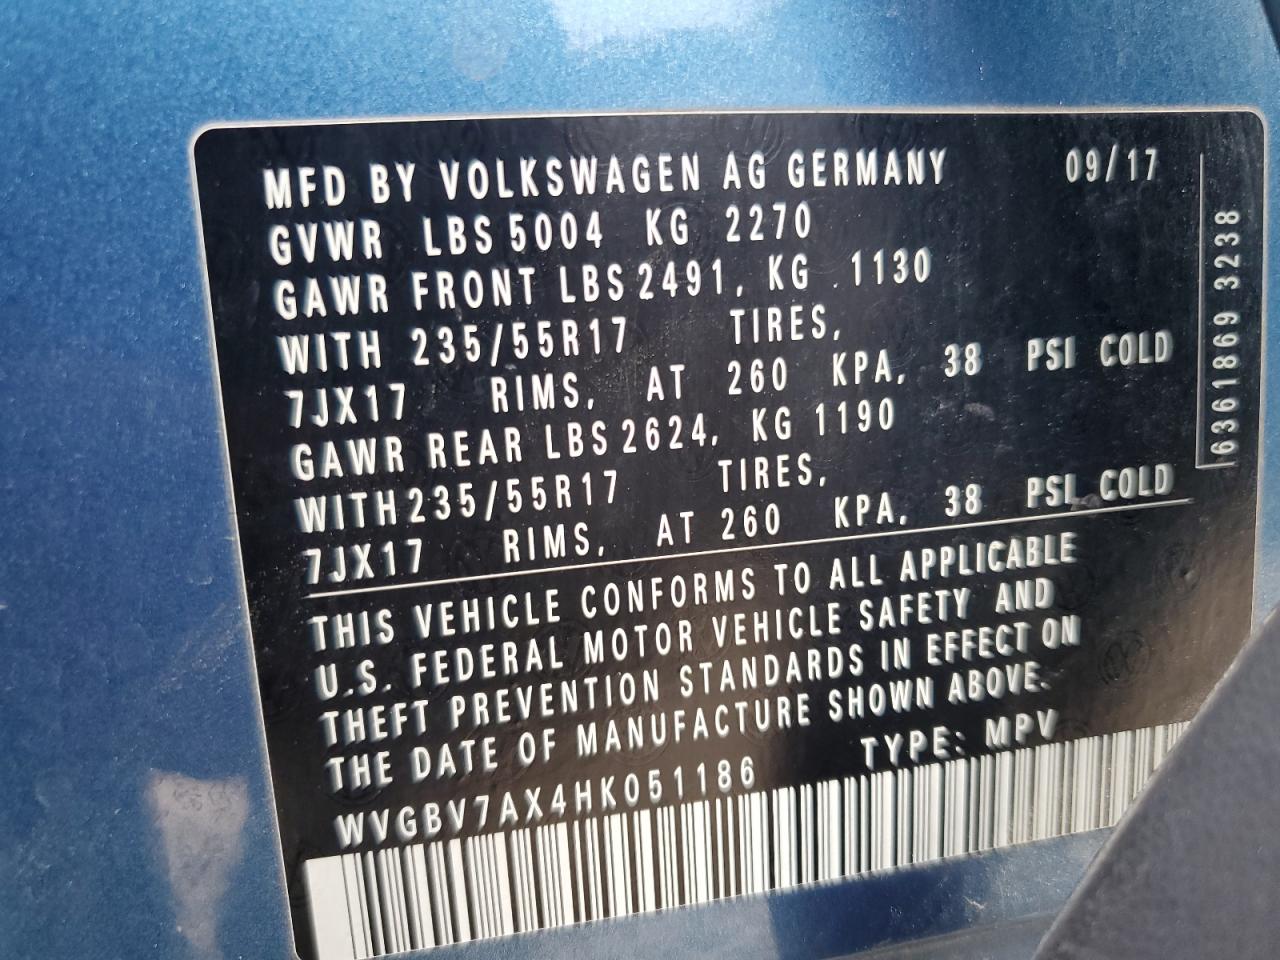 MFD BY VOLKSWAGEN AG GERMANY 09/17
GVWR LBS 5004 KG 2270
GAWR FRONT LBS 2491, KG 1130
WITH 235/55R17 TIRES,
7JX17 RIMS, AT 260 KPA, 38 PSI COLD
GAWR REAR LBS 2624, KG 1190
WITH 235/55R17 TIRES,
7JX17 RIMS, AT 260 KPA, 38 PSI COLD
THIS VEHICLE CONFORMS TO ALL APPLICABLE
U.S. FEDERAL MOTOR VEHICLE SAFETY AND
THEFT PREVENTION STANDARDS IN EFFECT ON
THE DATE OF MANUFACTURE SHOWN ABOVE.
WVGBV7AX4HK051186 TYPE: MPV
6361869 3238